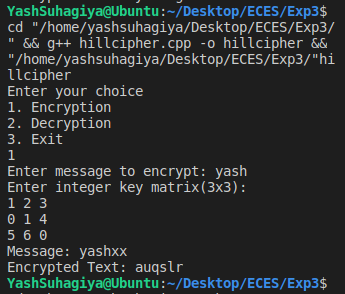 YashSuhagiya@Ubuntu:~/Desktop/ECES/Exp3$
cd "/home/yashsuhagiya/Desktop/ECES/Exp3/
" && g++ hillcipher.cpp -o hillcipher &&
"/home/yashsuhagiya/Desktop/ECES/Exp3/"hi
llcipher
Enter your choice
1. Encryption
2. Decryption
3. Exit
1
Enter message to encrypt: yash
Enter integer key matrix(3x3):
1 2 3
0 1 4
5 6 0
Message: yashxx
Encrypted Text: auqslr
YashSuhagiya@Ubuntu:~/Desktop/ECES/Exp3$